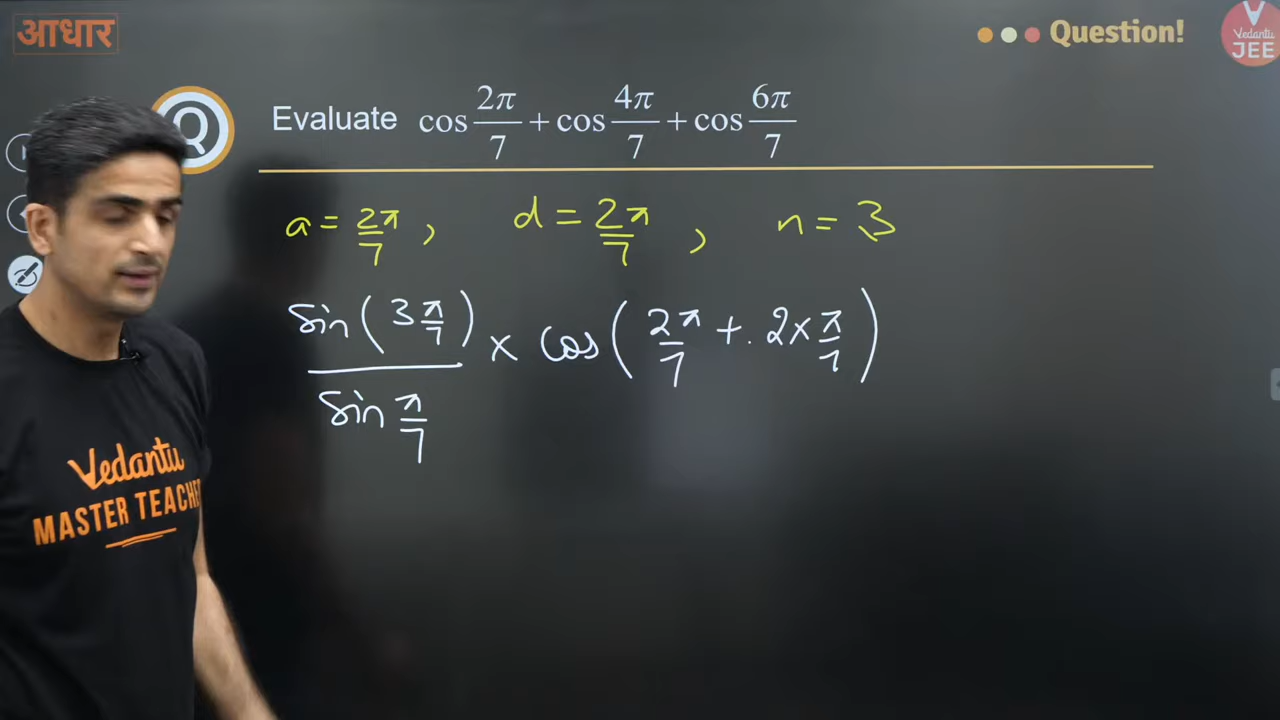 आधार
Question!
Vedantu
JEE
Q
Evaluate cos 2π/7 + cos 4π/7 + cos 6π/7
a = 2π/7 , d = 2π/7 , n = 3
sin(3π/7)/sin π/7 × cos(2π/7 + 2×π/7)
Vedantu
MASTER TEACHER